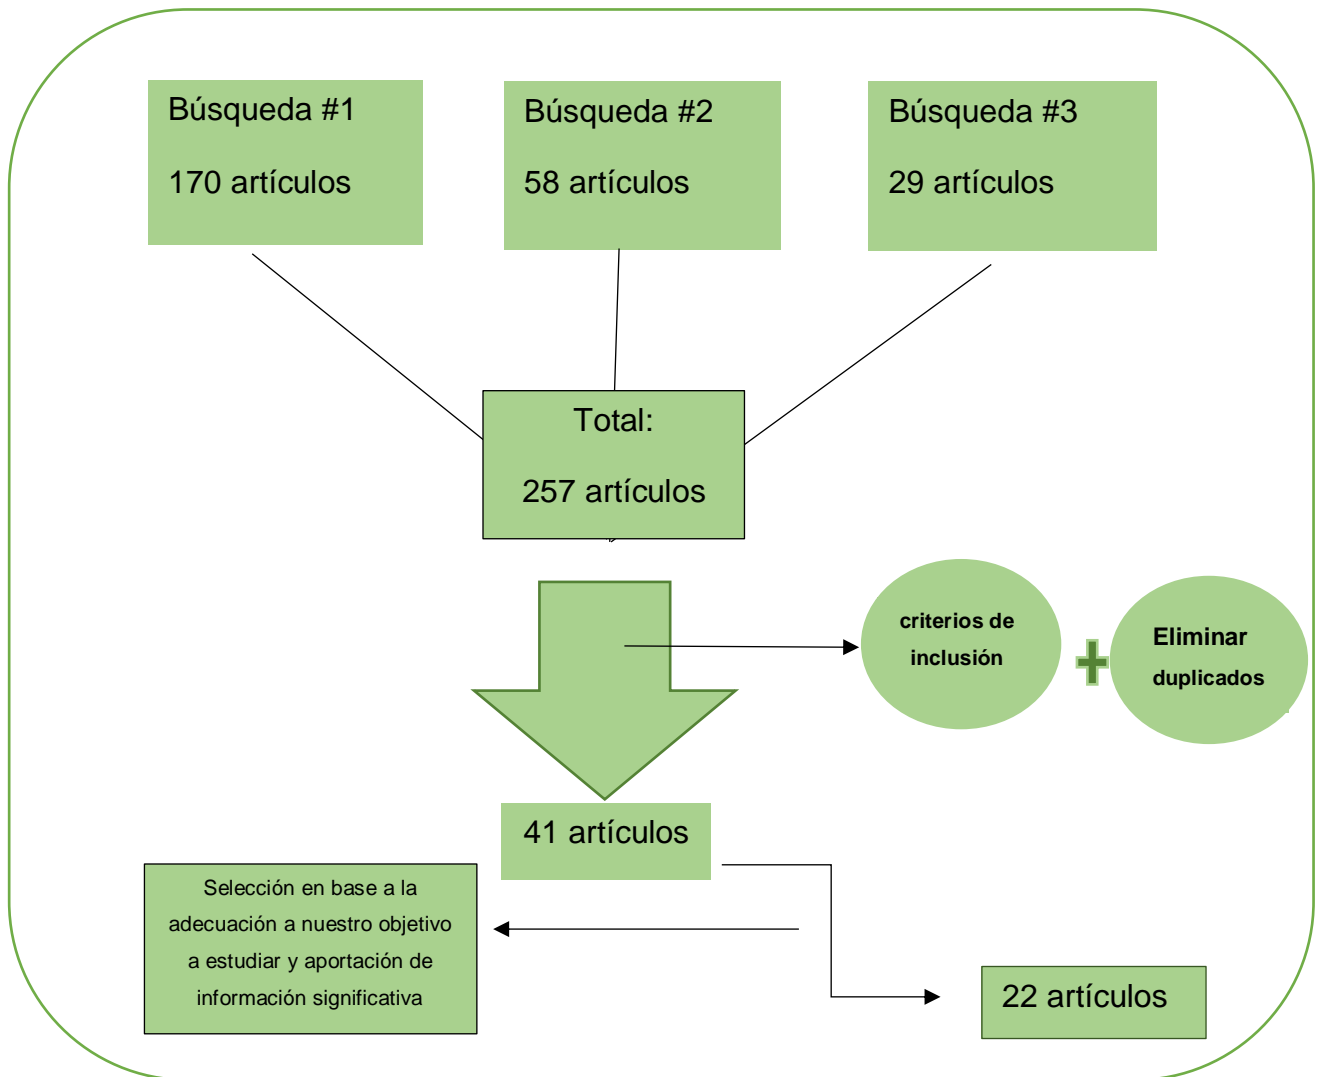 Búsqueda #1
170 artículos
Búsqueda #2
58 artículos
Búsqueda #3
29 artículos
Total:
257 artículos
criterios de
inclusión
Eliminar
duplicados
41 artículos
Selección en base a la
adecuación a nuestro objetivo
a estudiar y aportación de
información significativa
22 artículos